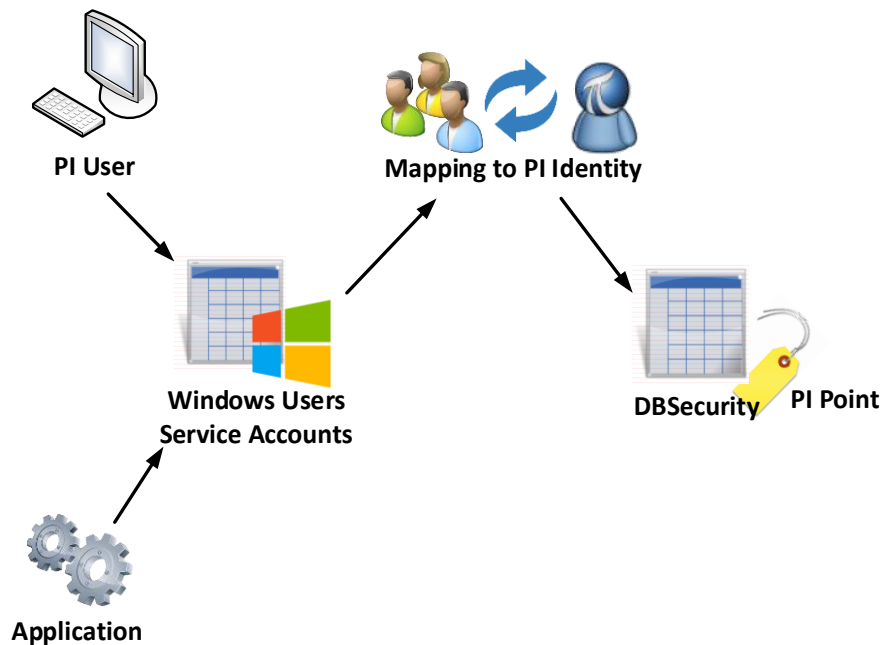 PI User
Mapping to PI Identity
Windows Users
Service Accounts
DBSecurity
PI Point
Application